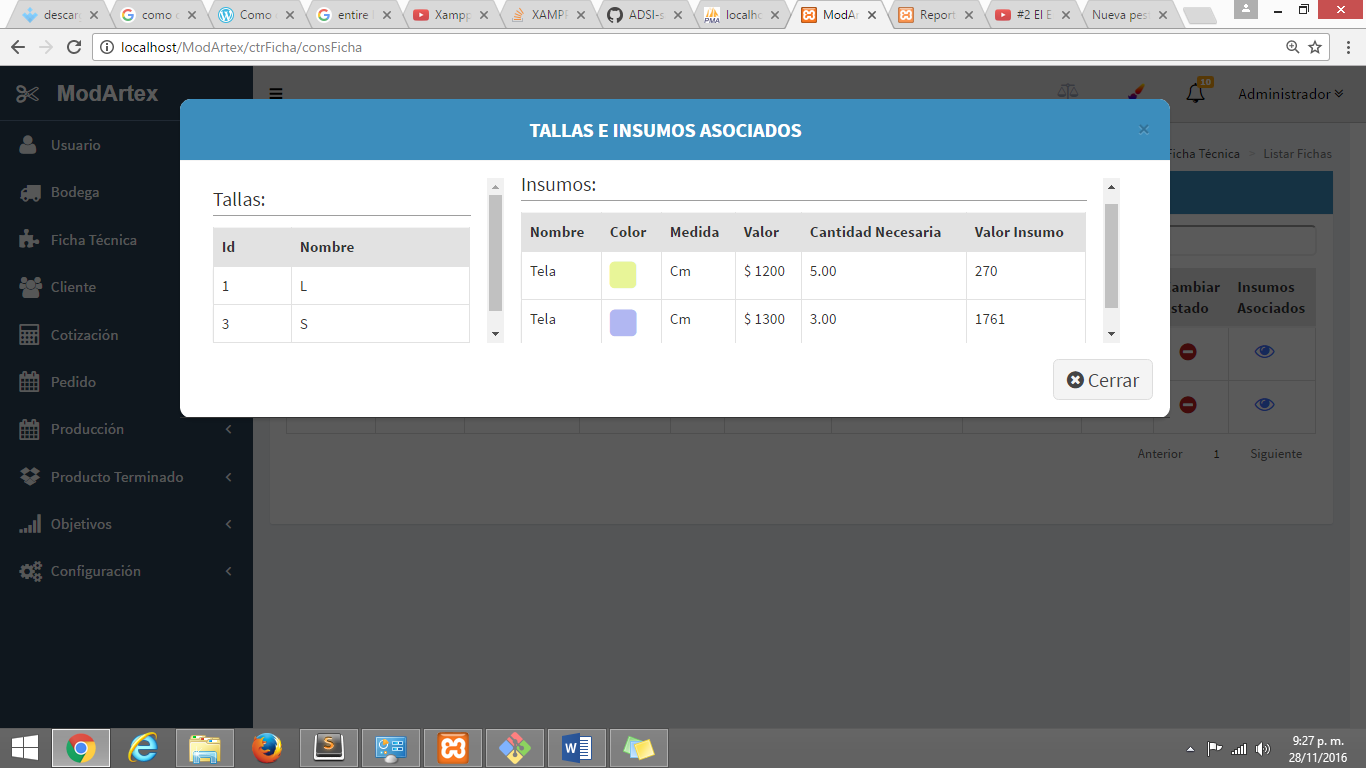 descar
como
Como
entire
Xampp
XAMPP
ADSI-s
localho
ModAr
Report
#2 El E
Nueva pest
localhost/ModArtex/ctrFicha/consFicha
ModArtex
10
Administrador
Usuario
Bodega
Ficha Técnica
Cliente
Cotización
Pedido
Producción
Producto Terminado
Objetivos
Configuración
TALLAS E INSUMOS ASOCIADOS
×
Ficha Técnica > Listar Fichas
Tallas:
Id Nombre
1 L
3 S
Insumos:
Nombre Color Medida Valor Cantidad Necesaria Valor Insumo
Tela Cm $ 1200 5.00 270
Tela Cm $ 1300 3.00 1761
Cerrar
ambiar
stado
Insumos
Asociados
Anterior 1 Siguiente
9:27 p. m.
28/11/2016